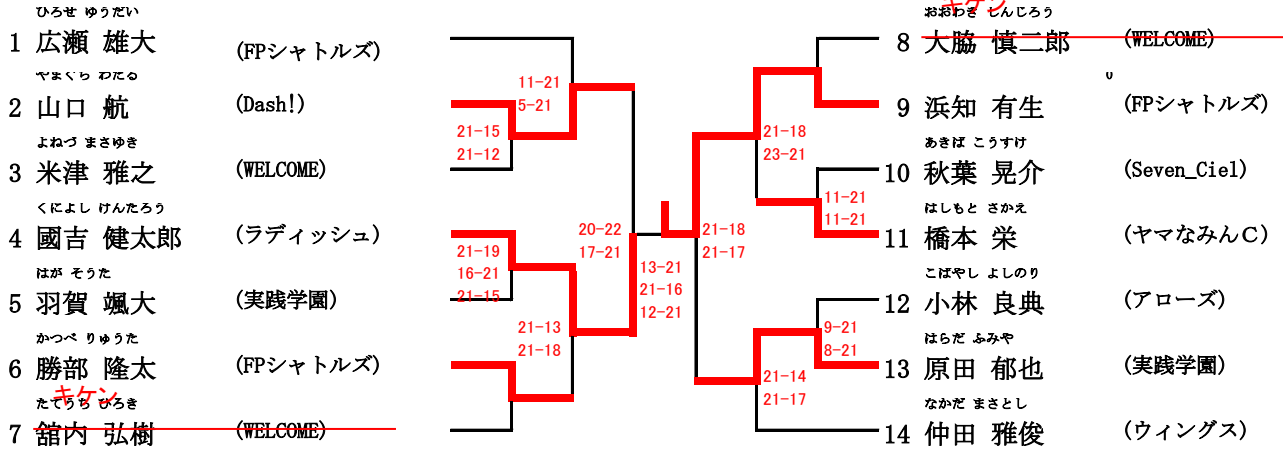 ひろせ ゆうだい
1 広瀬 雄大 (FPシャトルズ)
やまぐち わたる
2 山口 航 (Dash!)
よねづ まさゆき
3 米津 雅之 (WELCOME)
くによし けんたろう
4 國吉 健太郎 (ラディッシュ)
はが そうた
5 羽賀 颯大 (実践学園)
かつべ りゅうた
6 勝部 隆太 (FPシャトルズ)
キケン
たてうち ひろき
7 舘内 弘樹 (WELCOME)
11-21
5-21
21-15
21-12
21-19
16-21
21-15
21-13
21-18
20-22
17-21
13-21
21-16
12-21
21-18
21-17
21-18
23-21
11-21
11-21
9-21
8-21
21-14
21-17
キケン
おおわき しんじろう
8 大脇 慎二郎 (WELCOME)
9 浜知 有生 (FPシャトルズ)
あきば こうすけ
10 秋葉 晃介 (Seven_Ciel)
はしもと さかえ
11 橋本 栄 (ヤマなみんC)
こばやし よしのり
12 小林 良典 (アローズ)
はらだ ふみや
13 原田 郁也 (実践学園)
なかだ まさとし
14 仲田 雅俊 (ウィングス)